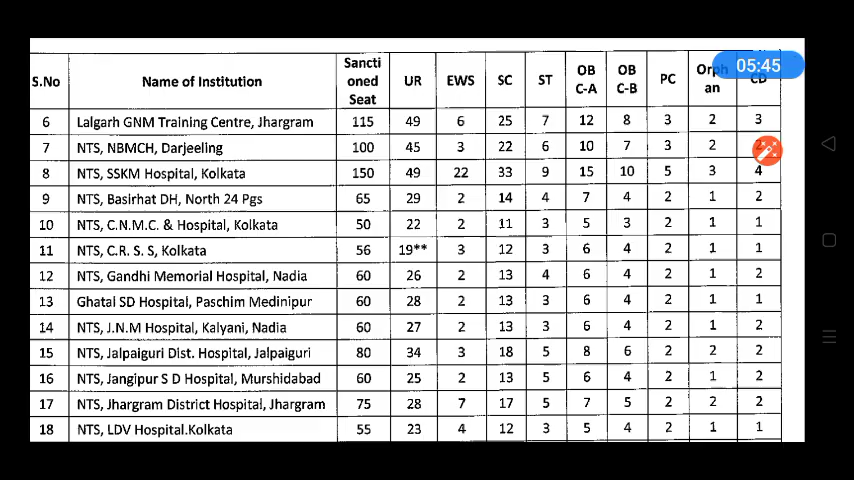 S.No Name of Institution Sancti oned Seat UR EWS SC ST OB C-A OB C-B PC Orph an CD
05:45
6 Lalgarh GNM Training Centre, Jhargram 115 49 6 25 7 12 8 3 2 3
7 NTS, NBMCH, Darjeeling 100 45 3 22 6 10 7 3 2 2
8 NTS, SSKM Hospital, Kolkata 150 49 22 33 9 15 10 5 3 4
9 NTS, Basirhat DH, North 24 Pgs 65 29 2 14 4 7 4 2 1 2
10 NTS, C.N.M.C. & Hospital, Kolkata 50 22 2 11 3 5 3 2 1 1
11 NTS, C.R. S. S, Kolkata 56 19** 3 12 3 6 4 2 1 1
12 NTS, Gandhi Memorial Hospital, Nadia 60 26 2 13 4 6 4 2 1 2
13 Ghatal SD Hospital, Paschim Medinipur 60 28 2 13 3 6 4 2 1 1
14 NTS, J.N.M Hospital, Kalyani, Nadia 60 27 2 13 3 6 4 2 1 2
15 NTS, Jalpaiguri Dist. Hospital, Jalpaiguri 80 34 3 18 5 8 6 2 2 2
16 NTS, Jangipur S D Hospital, Murshidabad 60 25 2 13 5 6 4 2 1 2
17 NTS, Jhargram District Hospital, Jhargram 75 28 7 17 5 7 5 2 2 2
18 NTS, LDV Hospital.Kolkata 55 23 4 12 3 5 4 2 1 1